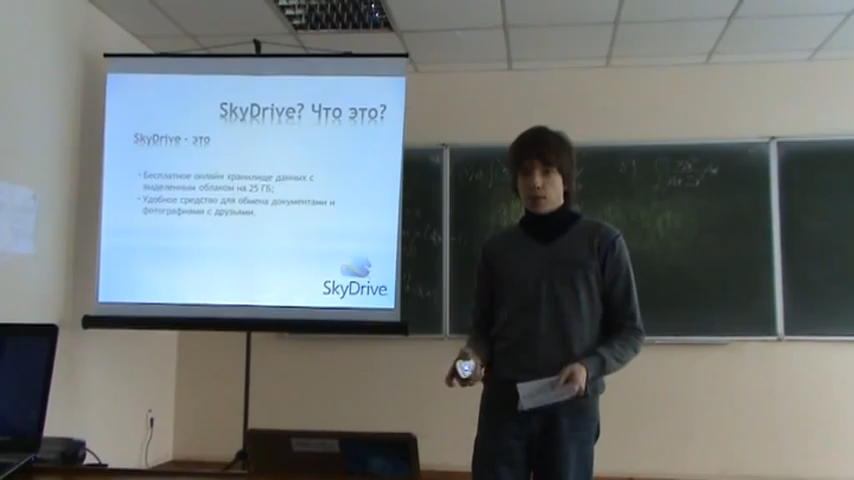 SkyDrive? Что это?
SkyDrive - это
Бесплатное онлайн хранилище данных с
выделенным облаком на 25 ГБ;
Удобное средство для обмена документами и
фотографиями с друзьями.
SkyDrive